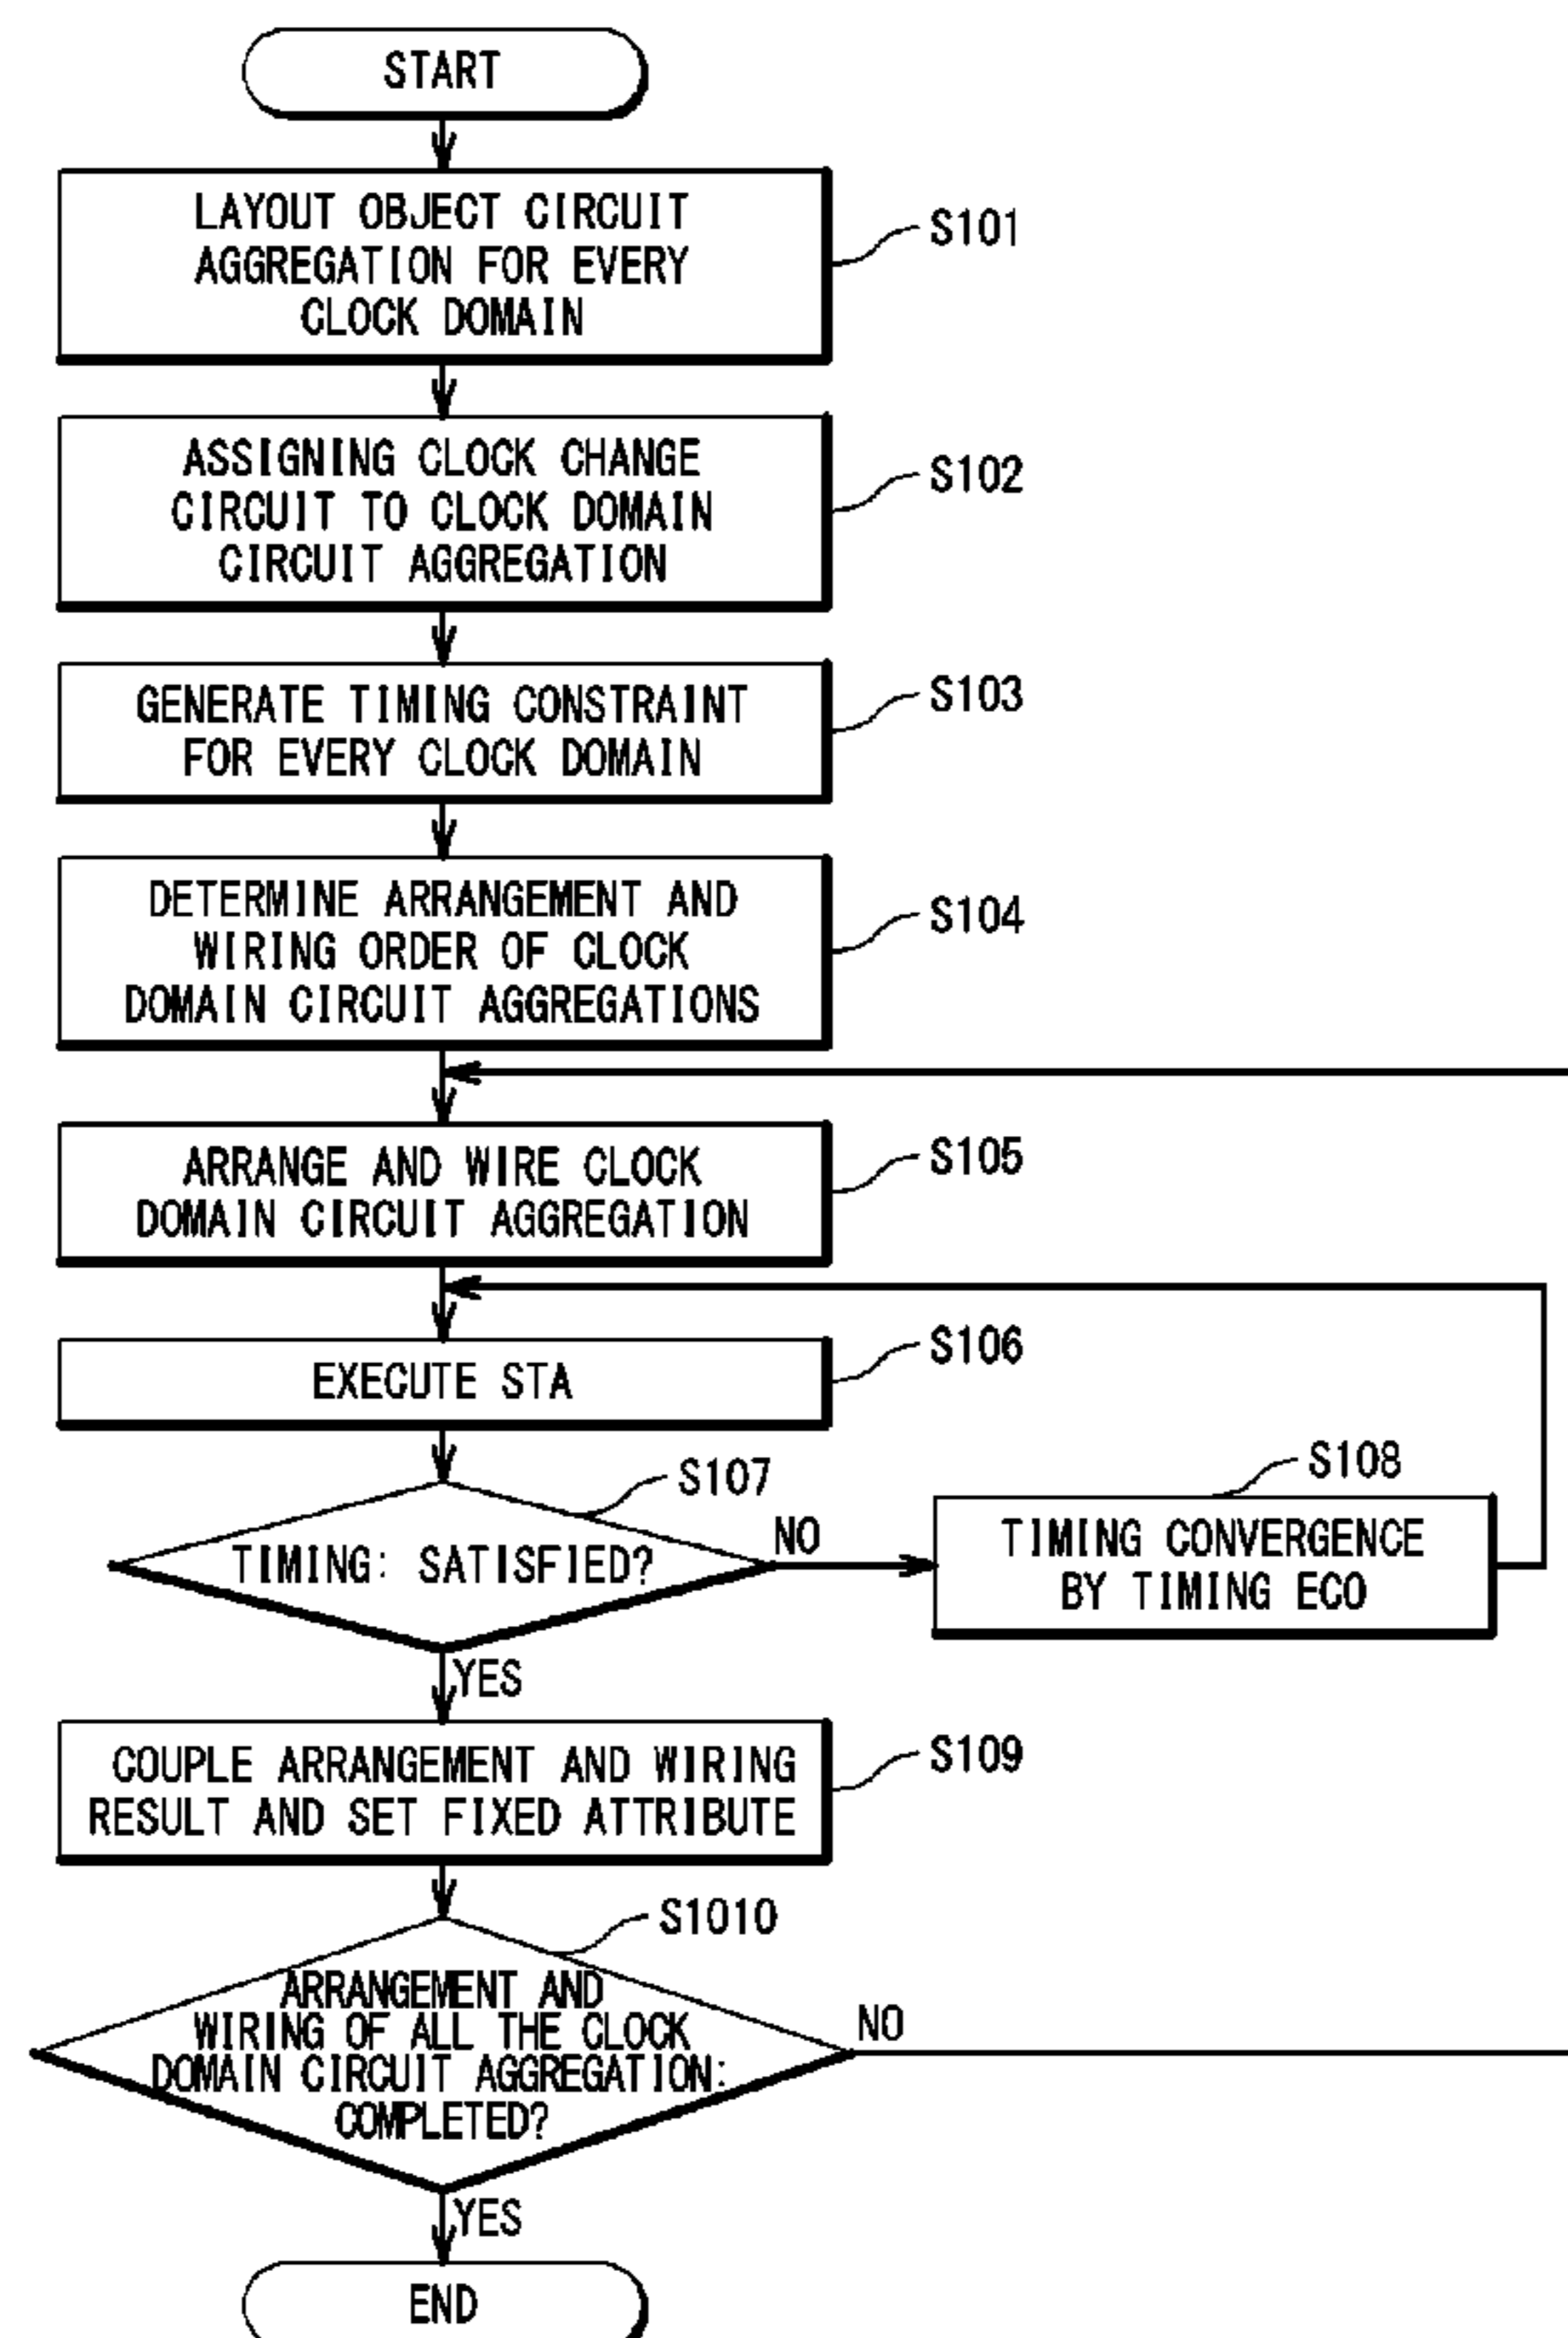 START
LAYOUT OBJECT CIRCUIT
AGGREGATION FOR EVERY
CLOCK DOMAIN
S101
ASSIGNING CLOCK CHANGE
CIRCUIT TO CLOCK DOMAIN
CIRCUIT AGGREGATION
S102
GENERATE TIMING CONSTRAINT
FOR EVERY CLOCK DOMAIN
S103
DETERMINE ARRANGEMENT AND
WIRING ORDER OF CLOCK
DOMAIN CIRCUIT AGGREGATIONS
S104
ARRANGE AND WIRE CLOCK
DOMAIN CIRCUIT AGGREGATION
S105
EXECUTE STA
S106
TIMING: SATISFIED?
S107
NO
TIMING CONVERGENCE
BY TIMING ECO
S108
YES
COUPLE ARRANGEMENT AND WIRING
RESULT AND SET FIXED ATTRIBUTE
S109
ARRANGEMENT AND
WIRING OF ALL THE CLOCK
DOMAIN CIRCUIT AGGREGATION:
COMPLETED?
S1010
NO
YES
END